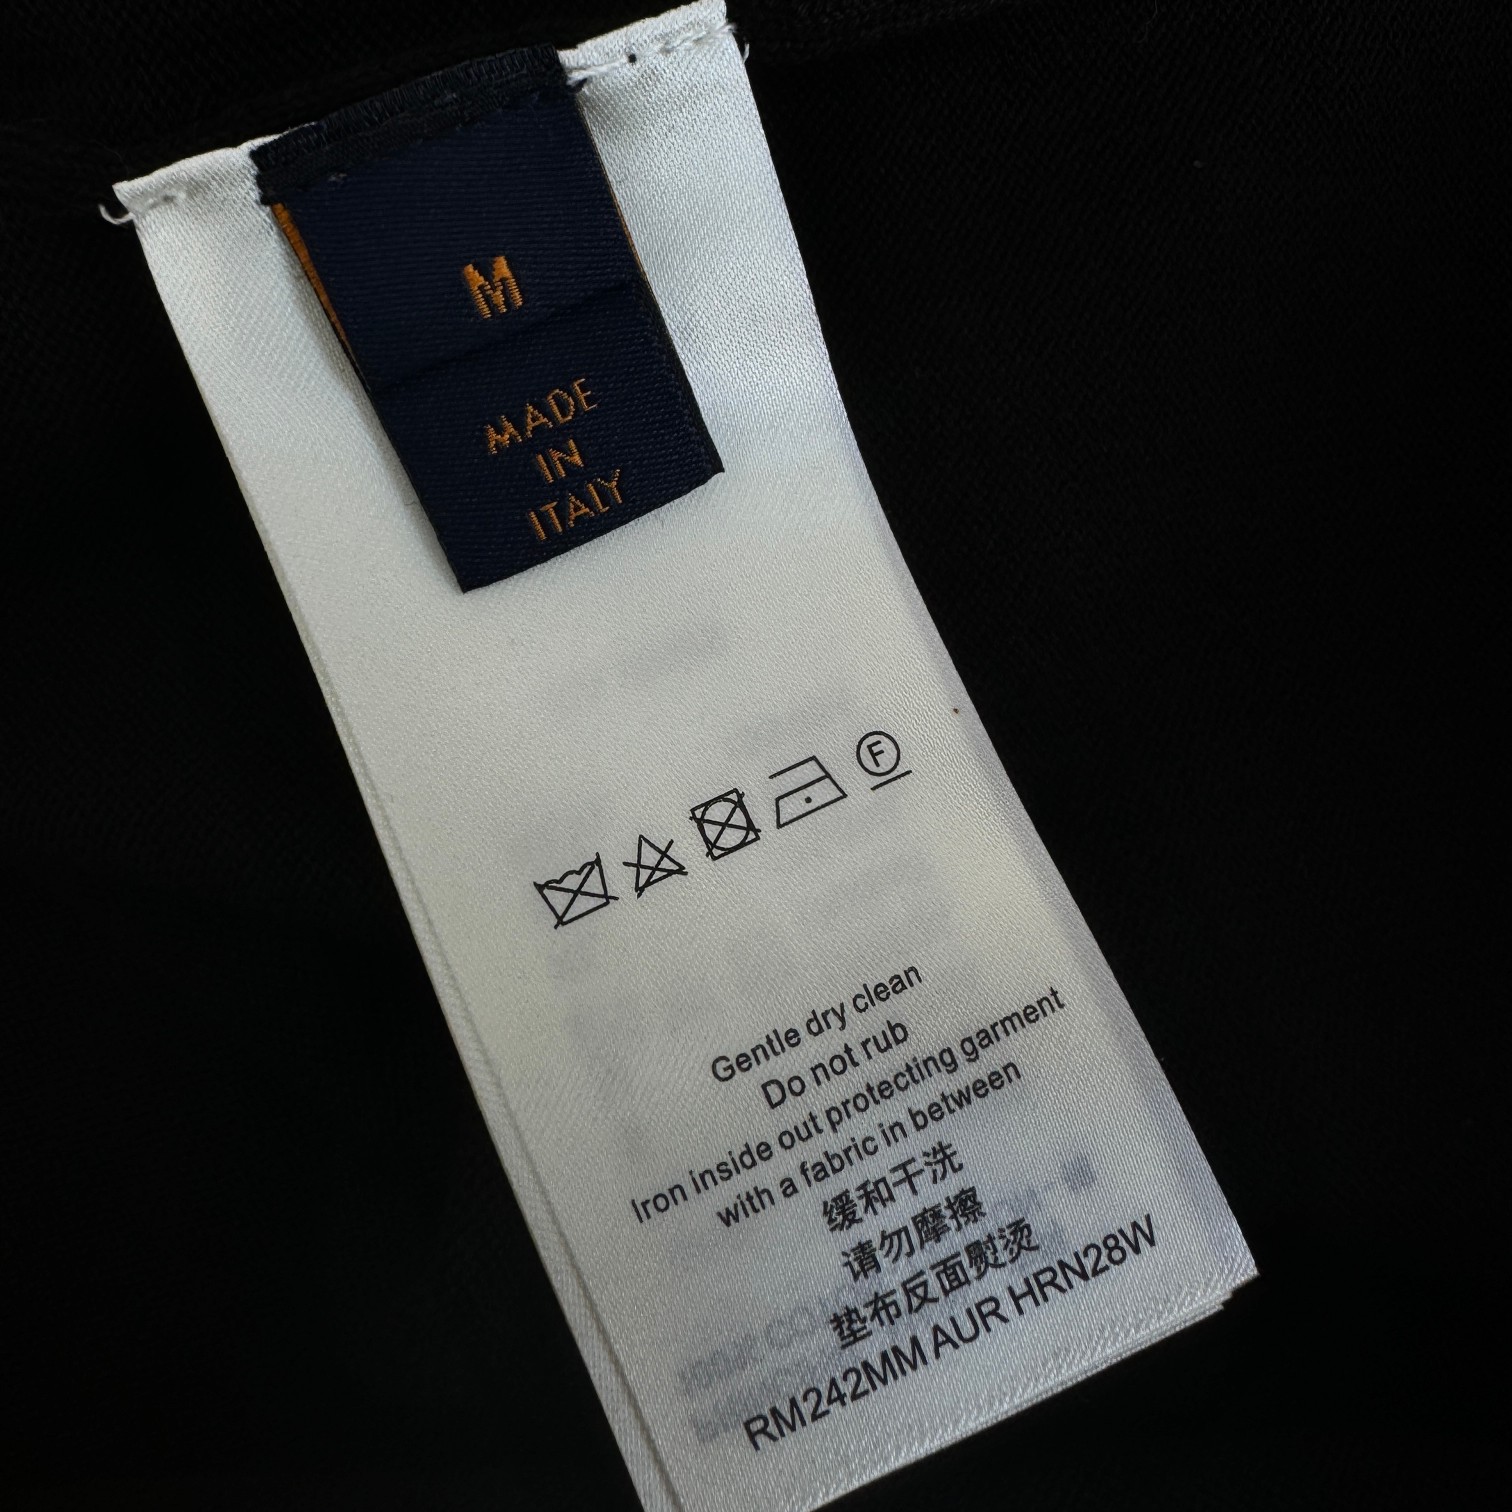 M
MADE
IN
ITALY
F
Gentle dry clean
Do not rub
Iron inside out protecting garment
with a fabric in between
缓和干洗
请勿摩擦
垫布反面熨烫
RM242MM AUR HRN28W